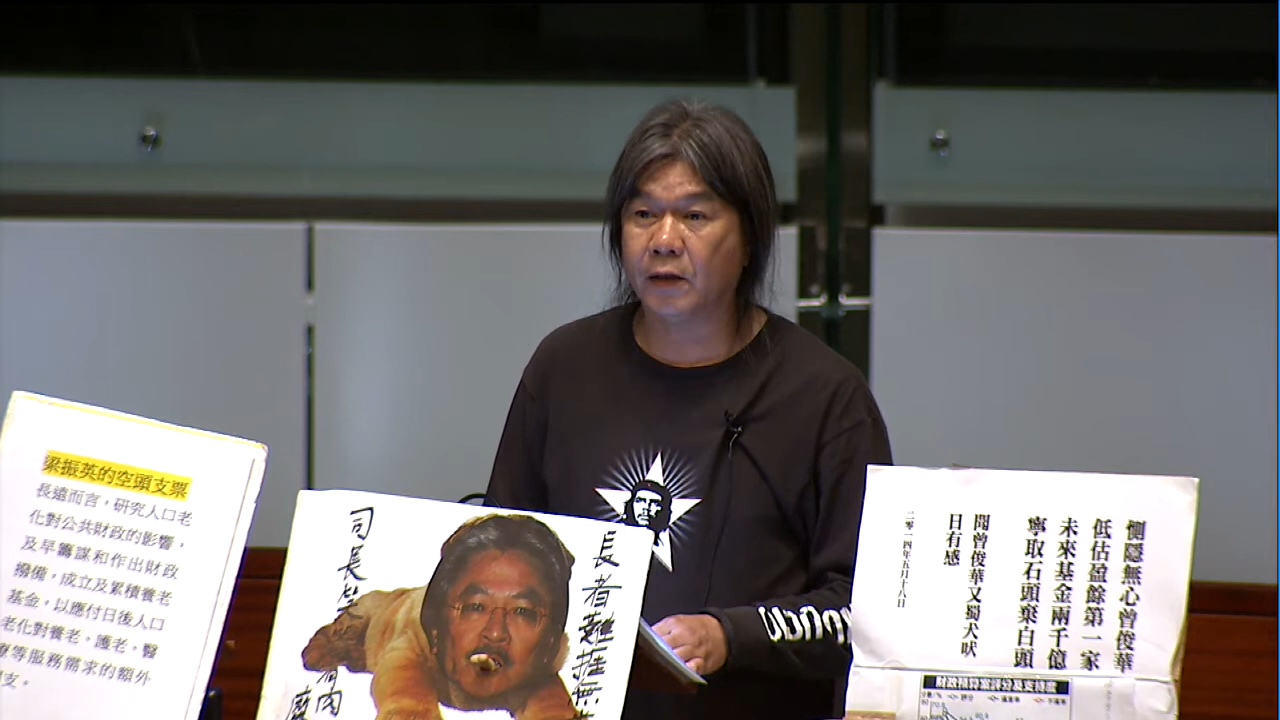 梁振英的空頭支票
長遠而言，研究人口老
化對公共財政的影響，
及早籌謀和作出財政
撥備，成立及累積養老
基金，以應付日後人口
老化對養老，護老，醫
療等服務需求的額外
長者難捱無
司長
惻隱無心曾俊華
低估盈餘第一家
未來基金兩千億
寧取石頭棄白頭
聞曾俊華又蜀犬吠
日有感
二零一四年五月十八日
財政預算案評分及支持度